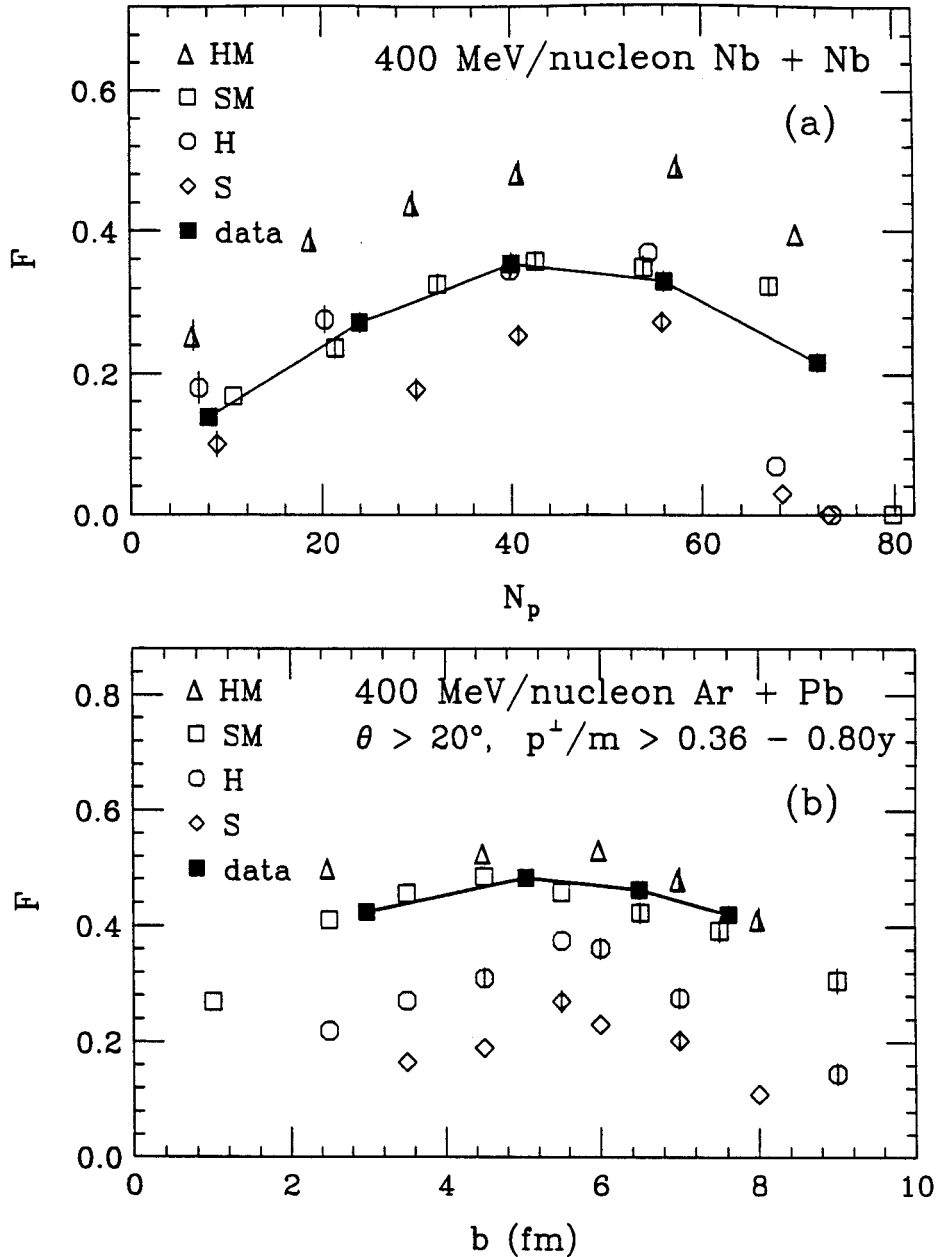 400 MeV/nucleon Nb + Nb
(a)
HM
SM
H
S
data
F
0.6
0.4
0.2
0.0
0 20 40 60 80
N_p
400 MeV/nucleon Ar + Pb
θ > 20°, p^⊥/m > 0.36 − 0.80y
(b)
HM
SM
H
S
data
F
0.8
0.6
0.4
0.2
0.0
0 2 4 6 8 10
b (fm)